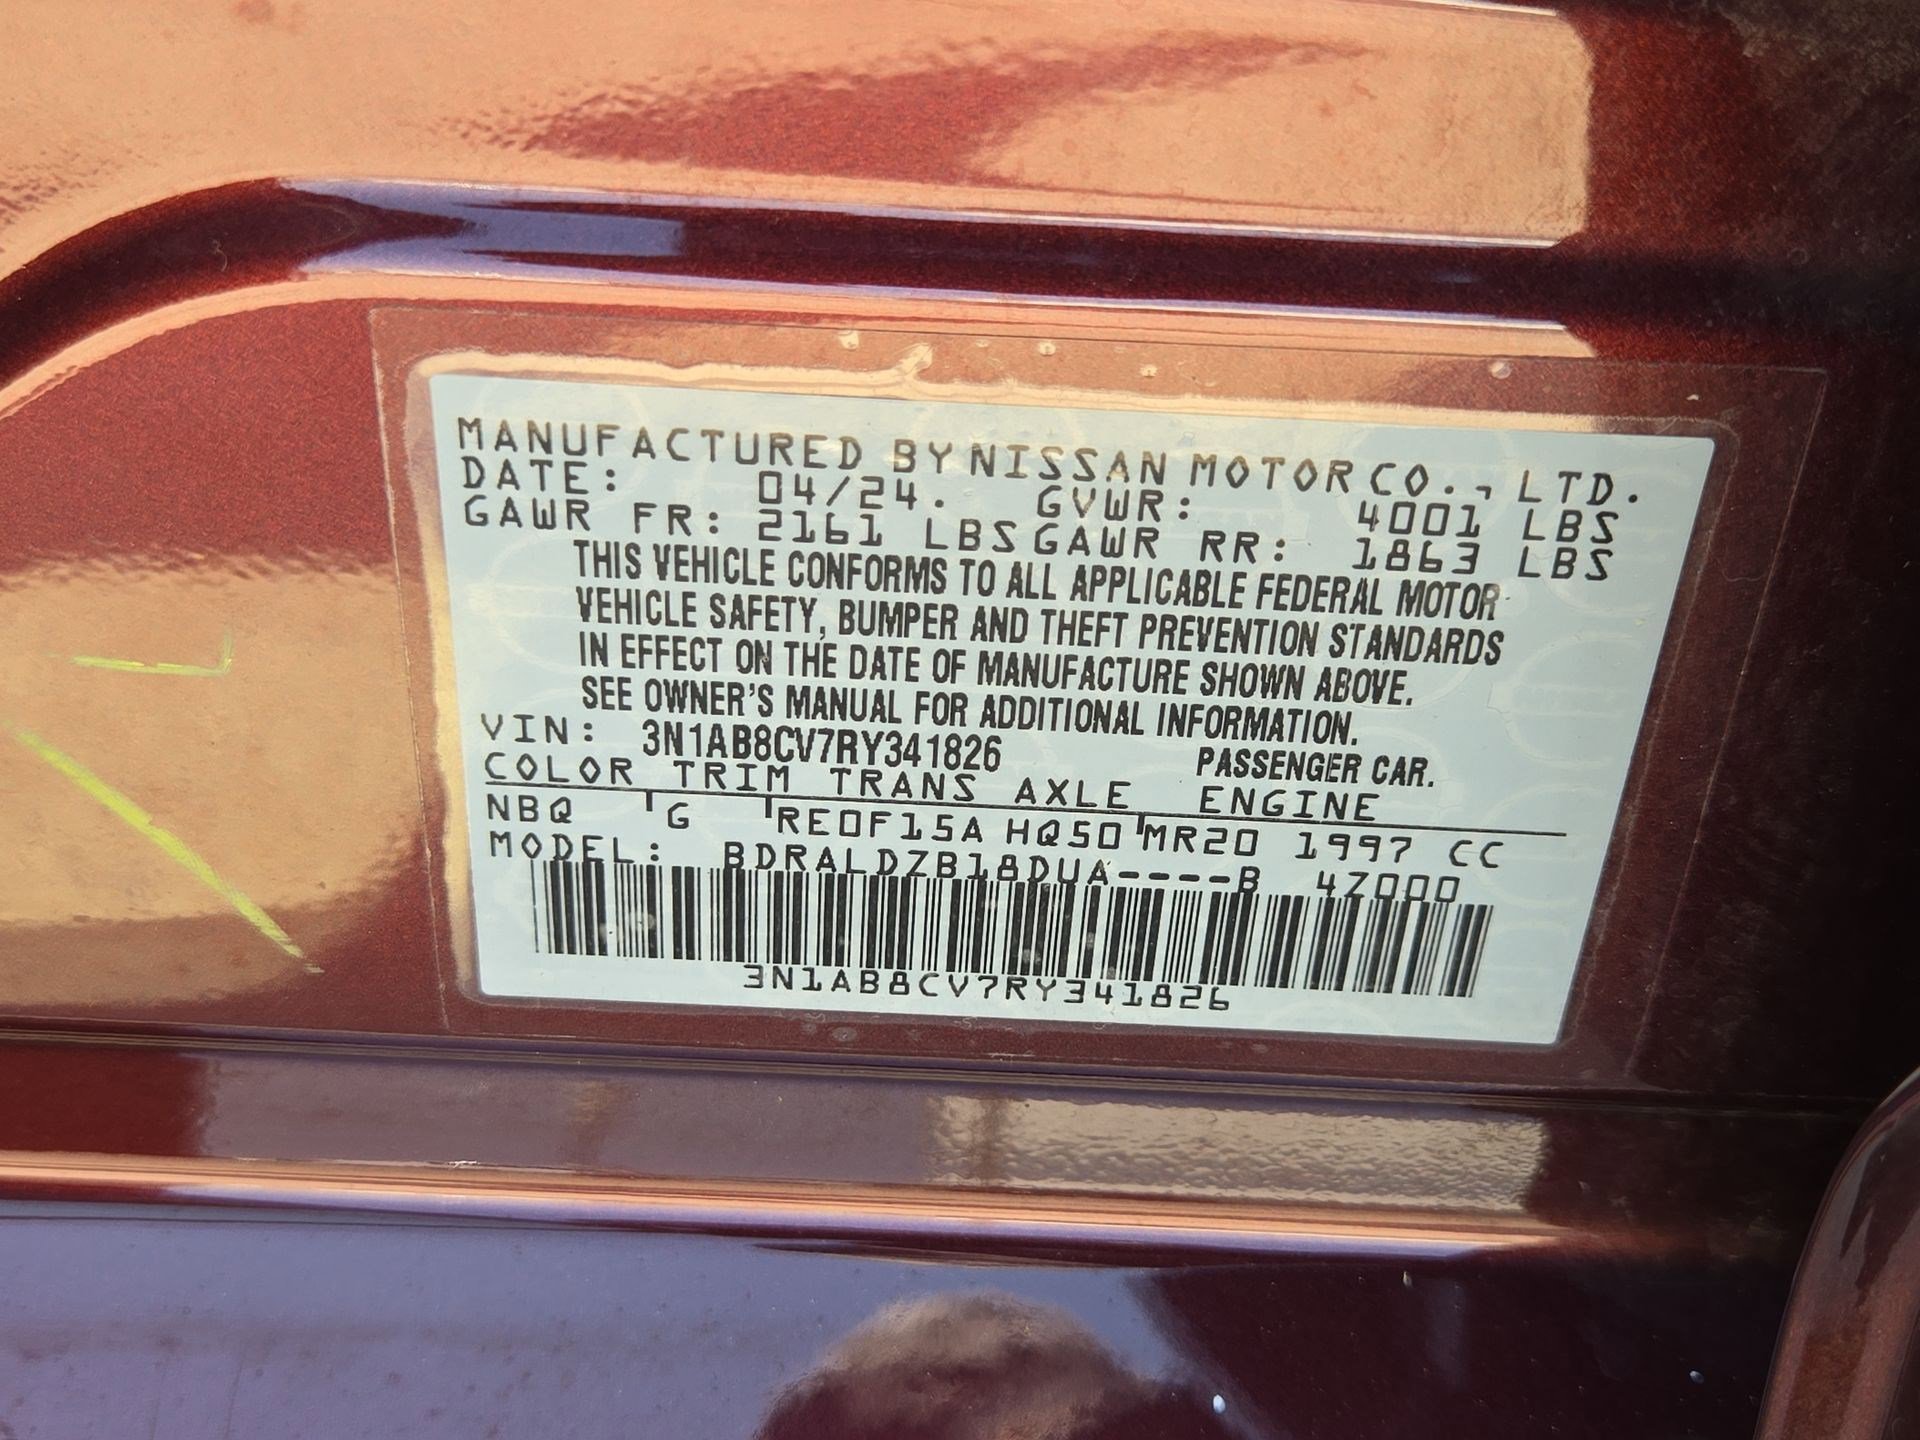 MANUFACTURED BY NISSAN MOTOR CO., LTD.
DATE: 04/24. GVWR: 4001 LBS
GAWR FR: 2161 LBS GAWR RR: 1863 LBS
THIS VEHICLE CONFORMS TO ALL APPLICABLE FEDERAL MOTOR
VEHICLE SAFETY, BUMPER AND THEFT PREVENTION STANDARDS
IN EFFECT ON THE DATE OF MANUFACTURE SHOWN ABOVE.
SEE OWNER'S MANUAL FOR ADDITIONAL INFORMATION.
VIN: 3N1AB8CV7RY341826 PASSENGER CAR.
COLOR TRIM TRANS AXLE ENGINE
NBQ G RE0F15A HQ50 MR20 1997 CC
MODEL: BDRALDZB18DUA----B 4Z000
3N1AB8CV7RY341826